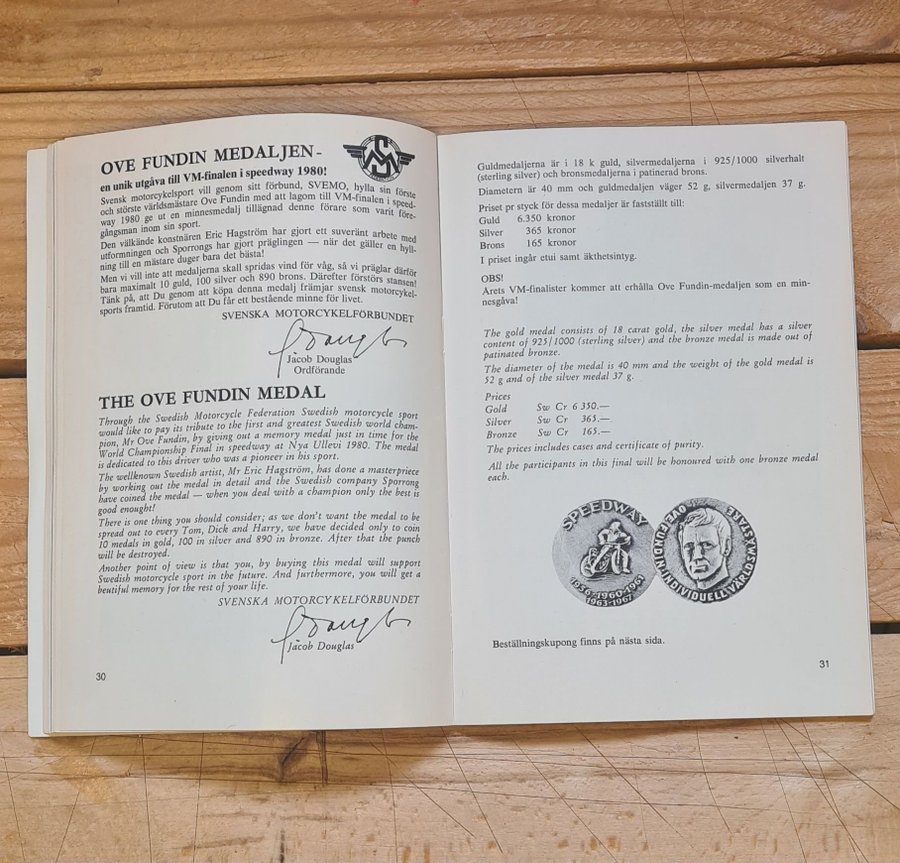 OVE FUNDIN MEDALJEN-
en unik utgåva till VM-finalen i speedway 1980!
Svensk motorcykelsport vill genom sitt förbund, SVEMO, hylla sin förste
och störste världsmästare Ove Fundin med att lagom till VM-finalen i speed-
way 1980 ge ut en minnesmedalj tillägnad denne förare som varit före-
gångsman inom sin sport.
Den välkände konstnären Eric Hagström har gjort ett suveränt arbete med
utformningen och Sporrongs har gjort präglingen — när det gäller en hyll-
ning till en mästare duger bara det bästa!
Men vi vill inte att medaljerna skall spridas vind för våg, så vi präglar därför
bara maximalt 10 guld, 100 silver och 890 brons. Därefter förstörs stansen!
Tänk på, att Du genom att köpa denna medalj främjar svensk motorcykel-
sports framtid. Förutom att Du får ett bestående minne för livet.
SVENSKA MOTORCYKELFÖRBUNDET
Jacob Douglas
Ordförande
THE OVE FUNDIN MEDAL
Through the Swedish Motorcycle Federation Swedish motorcycle sport
would like to pay its tribute to the first and greatest Swedish world cham-
pion, Mr Ove Fundin, by giving out a memory medal just in time for the
World Championship Final in speedway at Nya Ullevi 1980. The medal
is dedicated to this driver who was a pioneer in his sport.
The wellknown Swedish artist, Mr Eric Hagström, has done a masterpiece
by working out the medal in detail and the Swedish company Sporrong
have coined the medal — when you deal with a champion only the best is
good enought!
There is one thing you should consider; as we don't want the medal to be
spread out to every Tom, Dick and Harry, we have decided only to coin
10 medals in gold, 100 in silver and 890 in bronze. After that the punch
will be destroyed.
Another point of view is that you, by buying this medal will support
Swedish motorcycle sport in the future. And furthermore, you will get a
beutiful memory for the rest of your life.
SVENSKA MOTORCYKELFÖRBUNDET
Jacob Douglas
30
Guldmedaljerna är i 18 k guld, silvermedaljerna i 925/1000 silverhalt
(sterling silver) och bronsmedaljerna i patinerad brons.
Diametern är 40 mm och guldmedaljen väger 52 g, silvermedaljen 37 g.
Priset pr styck för dessa medaljer är fastställt till:
Guld 6.350 kronor
Silver 365 kronor
Brons 165 kronor
I priset ingår etui samt äkthetsintyg.
OBS!
Årets VM-finalister kommer att erhålla Ove Fundin-medaljen som en min-
nesgåva!
The gold medal consists of 18 carat gold, the silver medal has a silver
content of 925/1000 (sterling silver) and the bronze medal is made out of
patinated bronze.
The diameter of the medal is 40 mm and the weight of the gold medal is
52 g and of the silver medal 37 g.
Prices
Gold Sw Cr 6 350.—
Silver Sw Cr 365.—
Bronze Sw Cr 165.—
The prices includes cases and certificate of purity.
All the participants in this final will be honoured with one bronze medal
each.
SPEEDWAY
1956-1960-1961
1963-1967
OVE FUNDIN INDIVIDUELL VÄRLDSMÄSTARE
Beställningskupong finns på nästa sida.
31